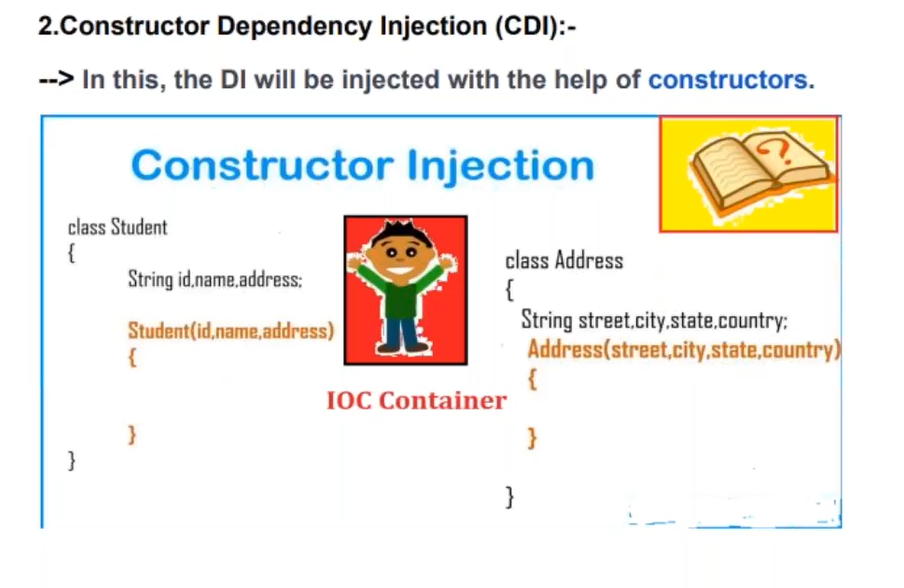 2.Constructor Dependency Injection (CDI):-
--> In this, the DI will be injected with the help of constructors.
Constructor Injection
?
class Student
{
String id,name,address;
Student(id,name,address)
{
}
}
IOC Container
class Address
{
String street,city,state,country;
Address(street,city,state,country)
{
}
}